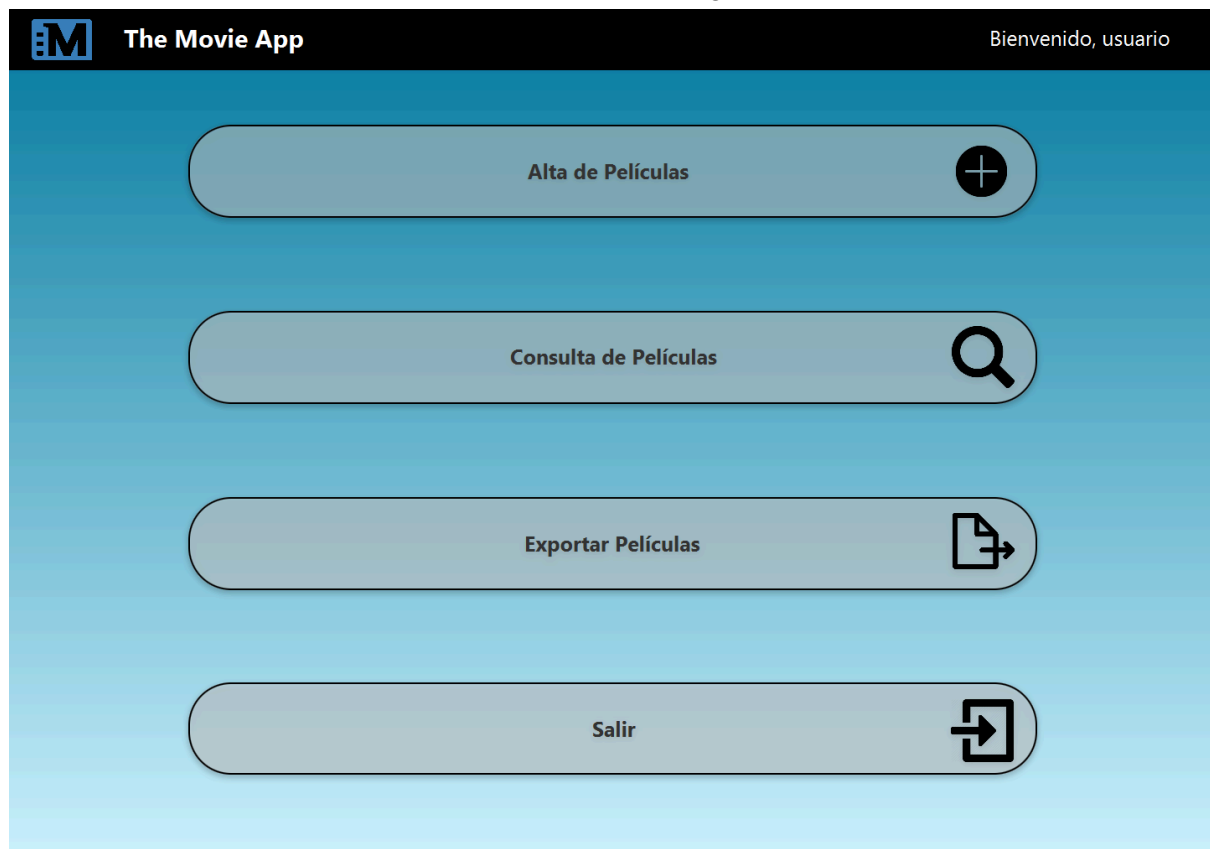 M
The Movie App
Bienvenido, usuario
Alta de Películas
Consulta de Películas
Exportar Películas
Salir